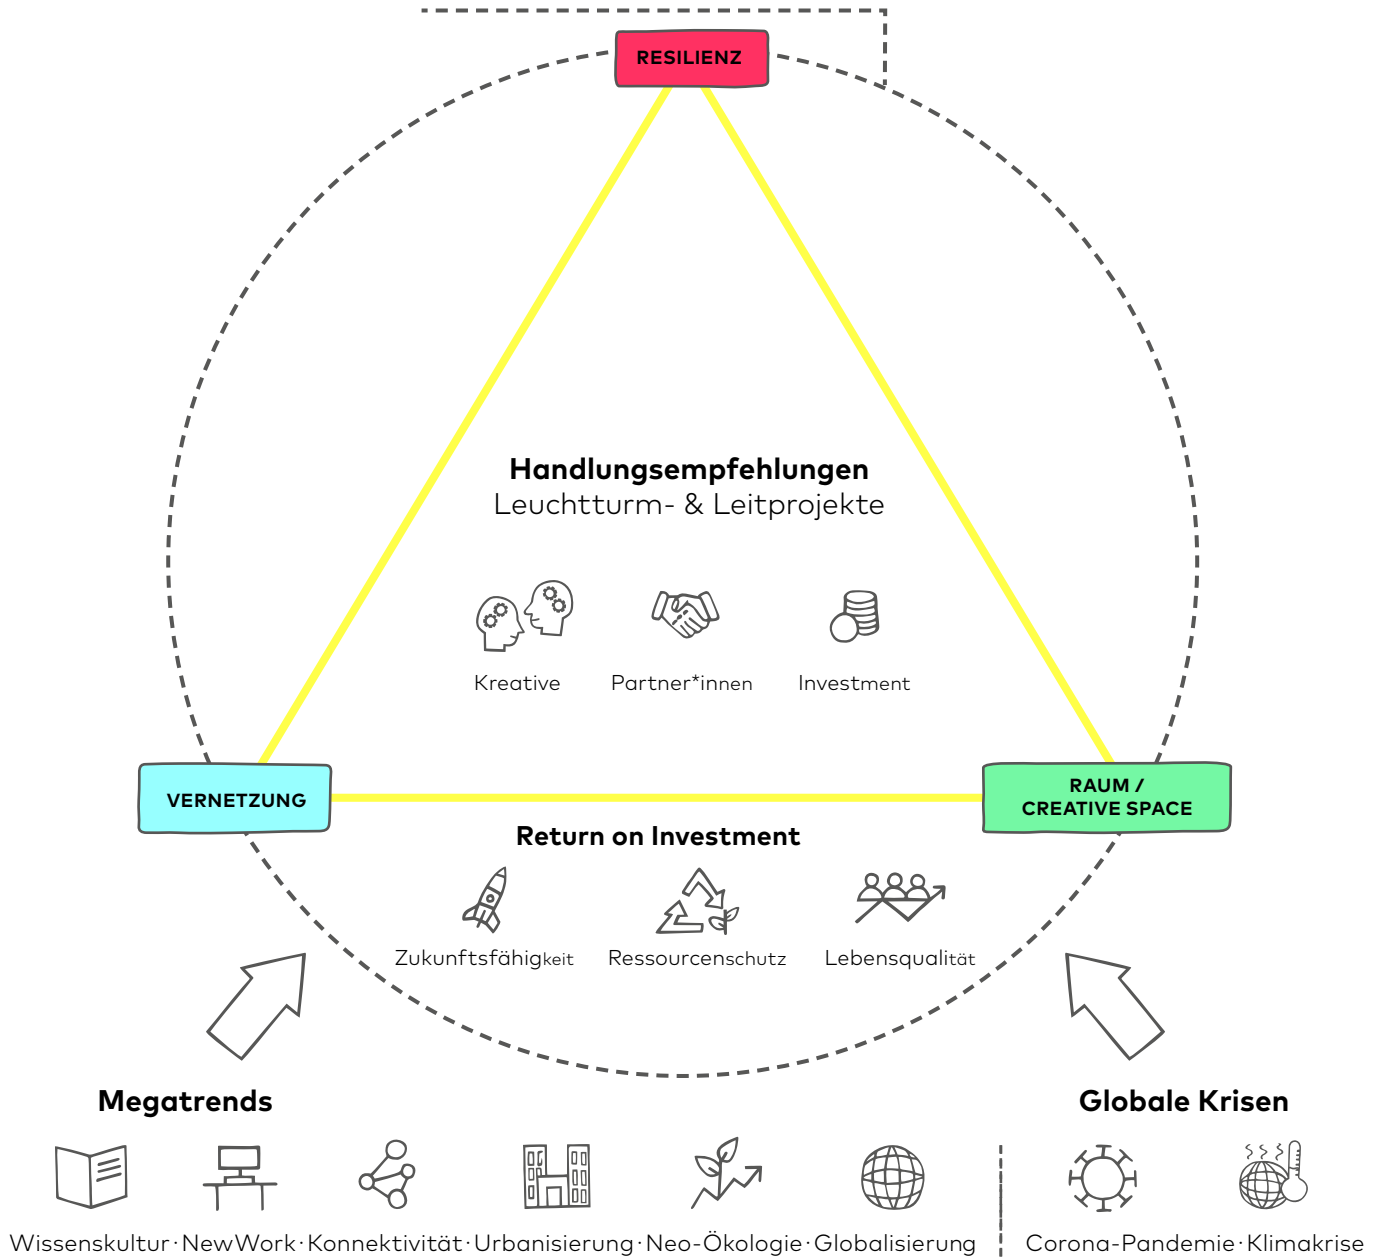 RESILIENZ
Handlungsempfehlungen
Leuchtturm- & Leitprojekte
Kreative Partner*innen Investment
VERNETZUNG
RAUM /
CREATIVE SPACE
Return on Investment
Zukunftsfähigkeit Ressourcenschutz Lebensqualität
Megatrends
Globale Krisen
Wissenskultur · NewWork · Konnektivität · Urbanisierung · Neo-Ökologie · Globalisierung
Corona-Pandemie · Klimakrise